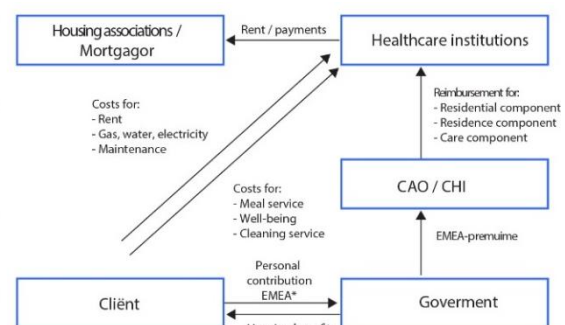 Housing associations /
Mortgagor
Rent / payments
Healthcare institutions
Costs for:
- Rent
- Gas, water, electricity
- Maintenance
Reimbursement for:
- Residential component
- Residence component
- Care component
CAO / CHI
Costs for:
- Meal service
- Well-being
- Cleaning service
EMEA-premuime
Personal
contribution
EMEA*
Cliënt
Goverment